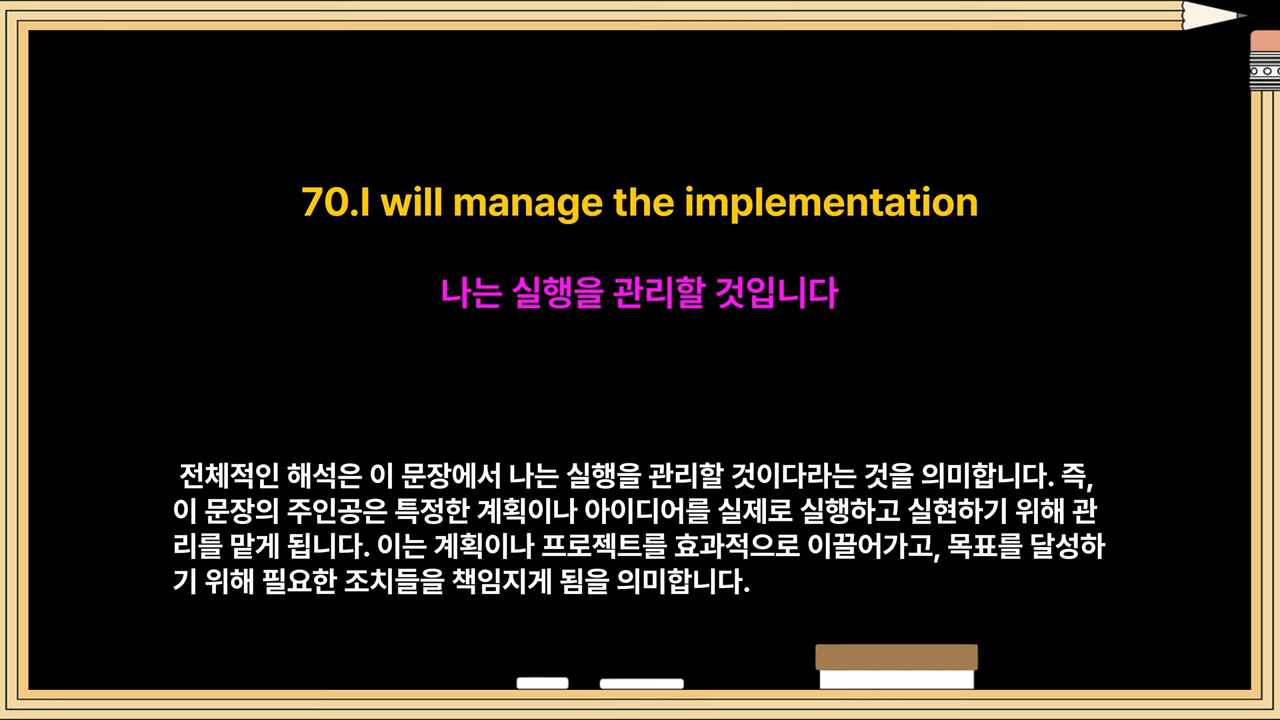 70.I will manage the implementation
나는 실행을 관리할 것입니다
전체적인 해석은 이 문장에서 나는 실행을 관리할 것이다라는 것을 의미합니다. 즉,
이 문장의 주인공은 특정한 계획이나 아이디어를 실제로 실행하고 실현하기 위해 관
리를 맡게 됩니다. 이는 계획이나 프로젝트를 효과적으로 이끌어가고, 목표를 달성하
기 위해 필요한 조치들을 책임지게 됨을 의미합니다.